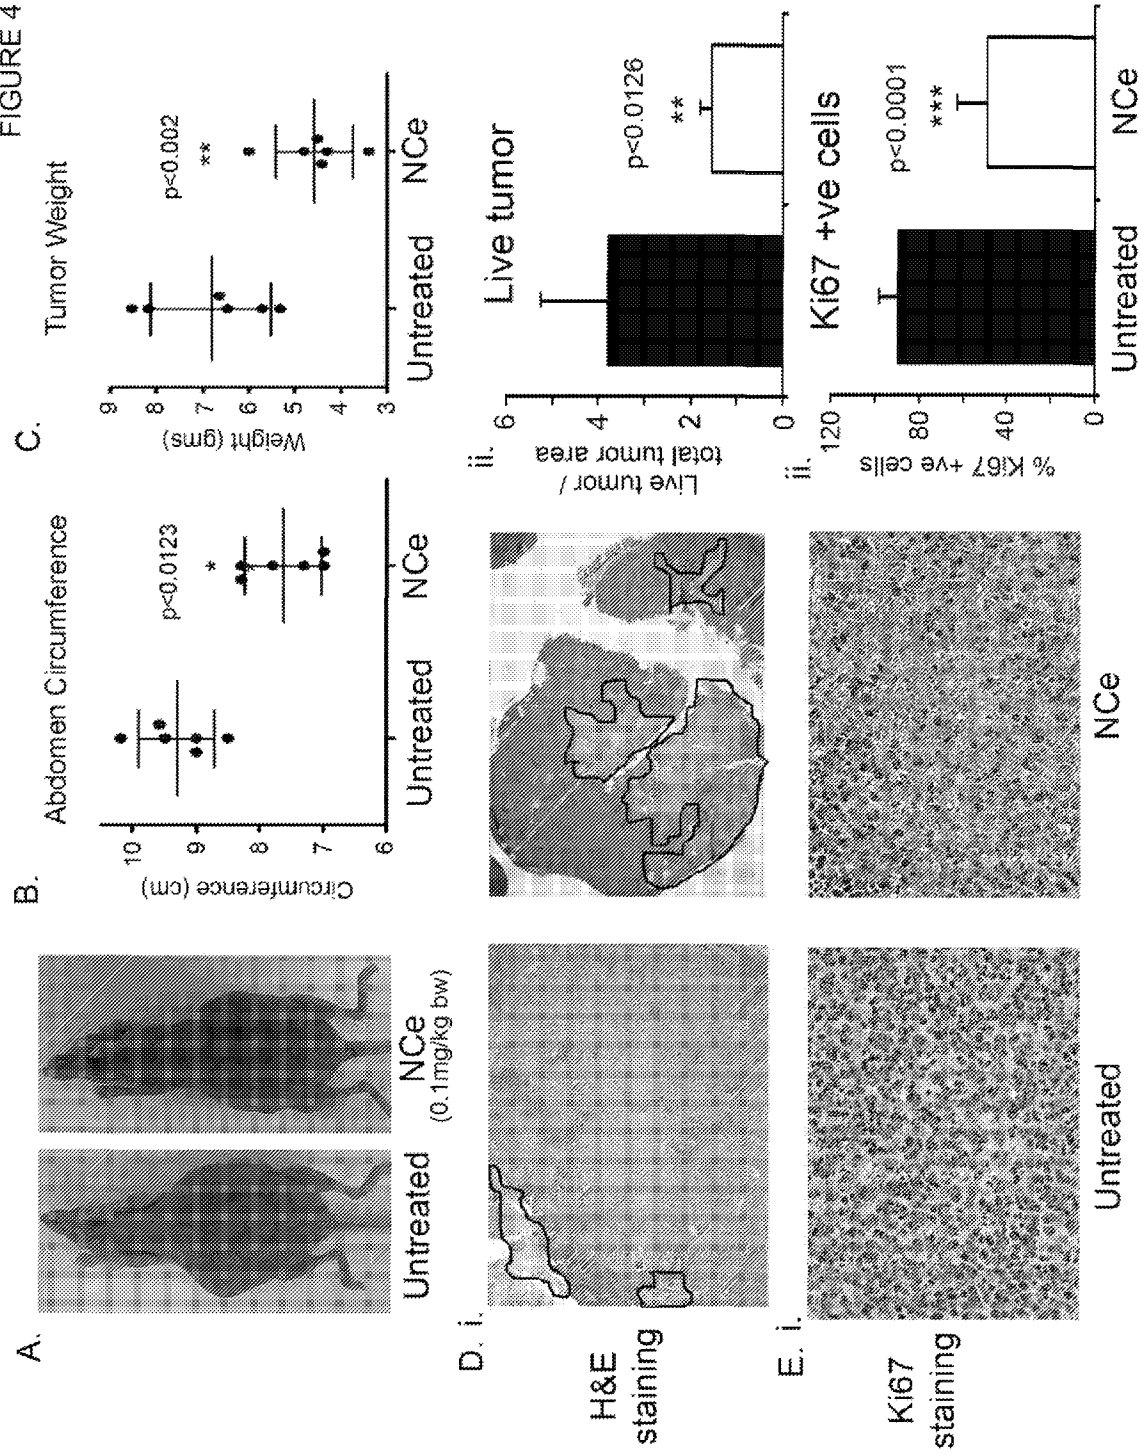 FIGURE 4
A.
Untreated
NCe
(0.1mg/kg bw)
B.
Abdomen Circumference
Circumference (cm)
10
9
8
7
6
p<0.0123
*
Untreated
NCe
C.
Tumor Weight
Weight (gms)
9
8
7
6
5
4
3
p<0.002
**
Untreated
NCe
D. i.
H&E
staining
ii.
Live tumor
Live tumor /
total tumor area
6
4
2
0
p<0.0126
**
E. i.
Ki67
staining
Untreated
NCe
ii.
Ki67 +ve cells
% Ki67 +ve cells
120
80
40
0
p<0.0001
***
Untreated
NCe